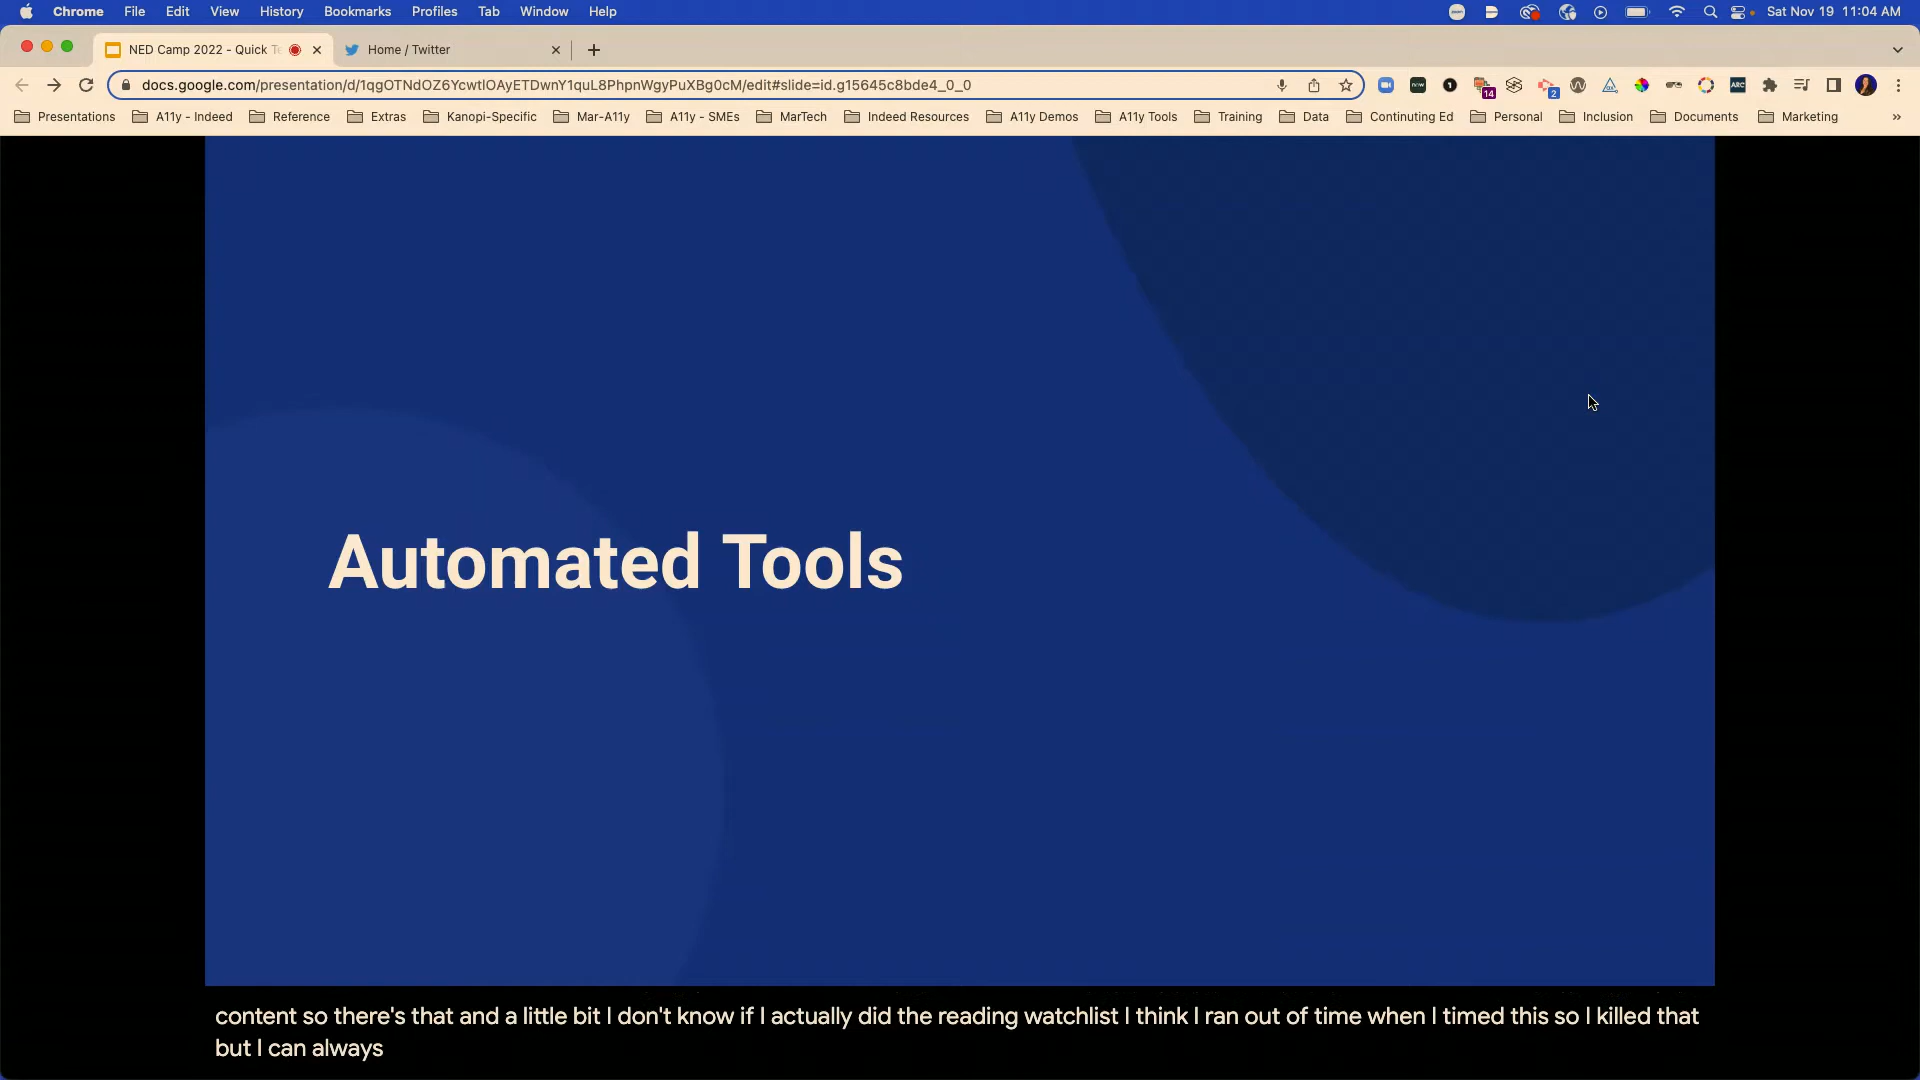 Chrome File Edit View History Bookmarks Profiles Tab Window Help Sat Nov 19 11:04 AM
NED Camp 2022 - Quick Te Home / Twitter
docs.google.com/presentation/d/1qgOTNdOZ6YcwtlOAyETDwnY1quL8PhpnWgyPuXBg0cM/edit#slide=id.g15645c8bde4_0_0
14 2 ARC
Presentations A11y - Indeed Reference Extras Kanopi-Specific Mar-A11y A11y - SMEs MarTech Indeed Resources A11y Demos A11y Tools Training Data Continuting Ed Personal Inclusion Documents Marketing
Automated Tools
content so there's that and a little bit I don't know if I actually did the reading watchlist I think I ran out of time when I timed this so I killed that
but I can always